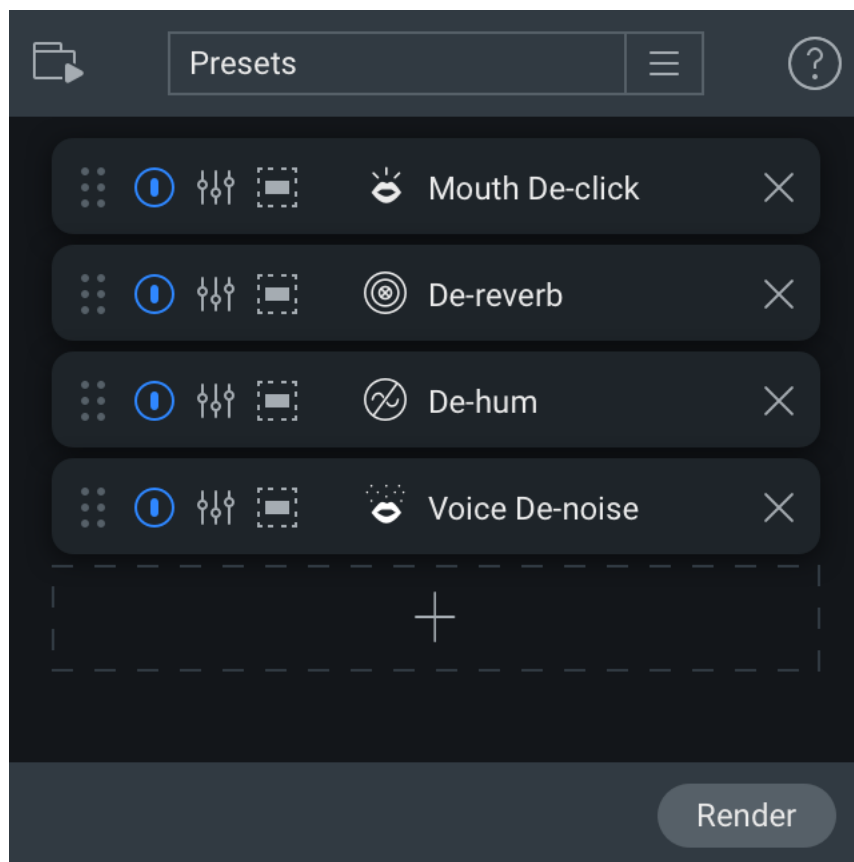 Presets
?
Mouth De-click
De-reverb
De-hum
Voice De-noise
Render